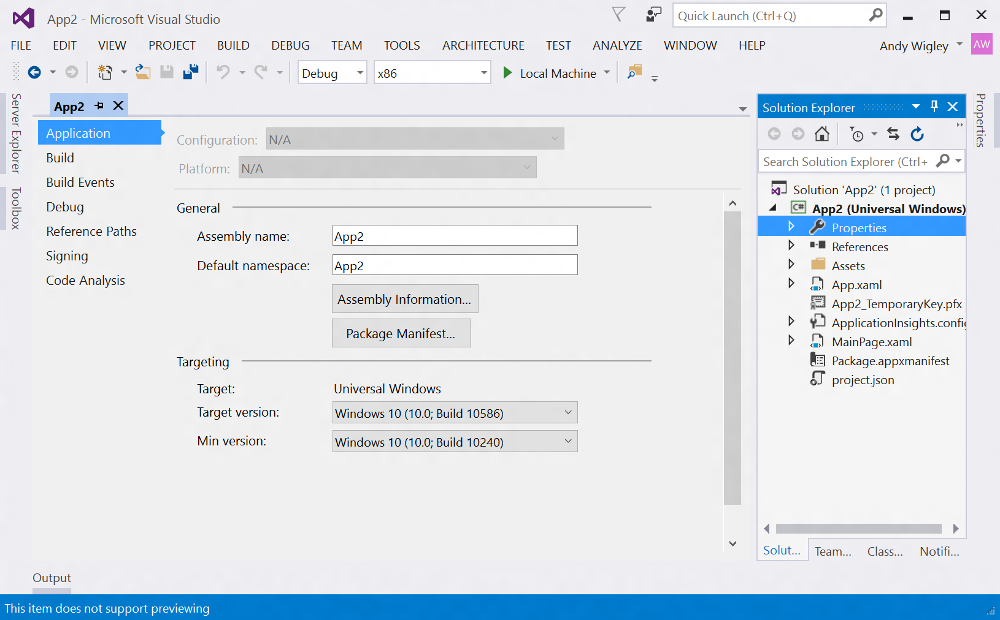 App2 - Microsoft Visual Studio
Quick Launch (Ctrl+Q)
FILE EDIT VIEW PROJECT BUILD DEBUG TEAM TOOLS ARCHITECTURE TEST ANALYZE WINDOW HELP
Andy Wigley AW
Debug x86 Local Machine
Server Explorer
Toolbox
App2
Application
Build
Build Events
Debug
Reference Paths
Signing
Code Analysis
Configuration: N/A
Platform: N/A
General
Assembly name: App2
Default namespace: App2
Assembly Information...
Package Manifest...
Targeting
Target: Universal Windows
Target version: Windows 10 (10.0; Build 10586)
Min version: Windows 10 (10.0; Build 10240)
Solution Explorer
Search Solution Explorer (Ctrl+
Solution 'App2' (1 project)
C# App2 (Universal Windows)
Properties
References
Assets
App.xaml
App2_TemporaryKey.pfx
ApplicationInsights.config
MainPage.xaml
Package.appxmanifest
project.json
Solut... Team... Class... Notifi...
Properties
Output
This item does not support previewing